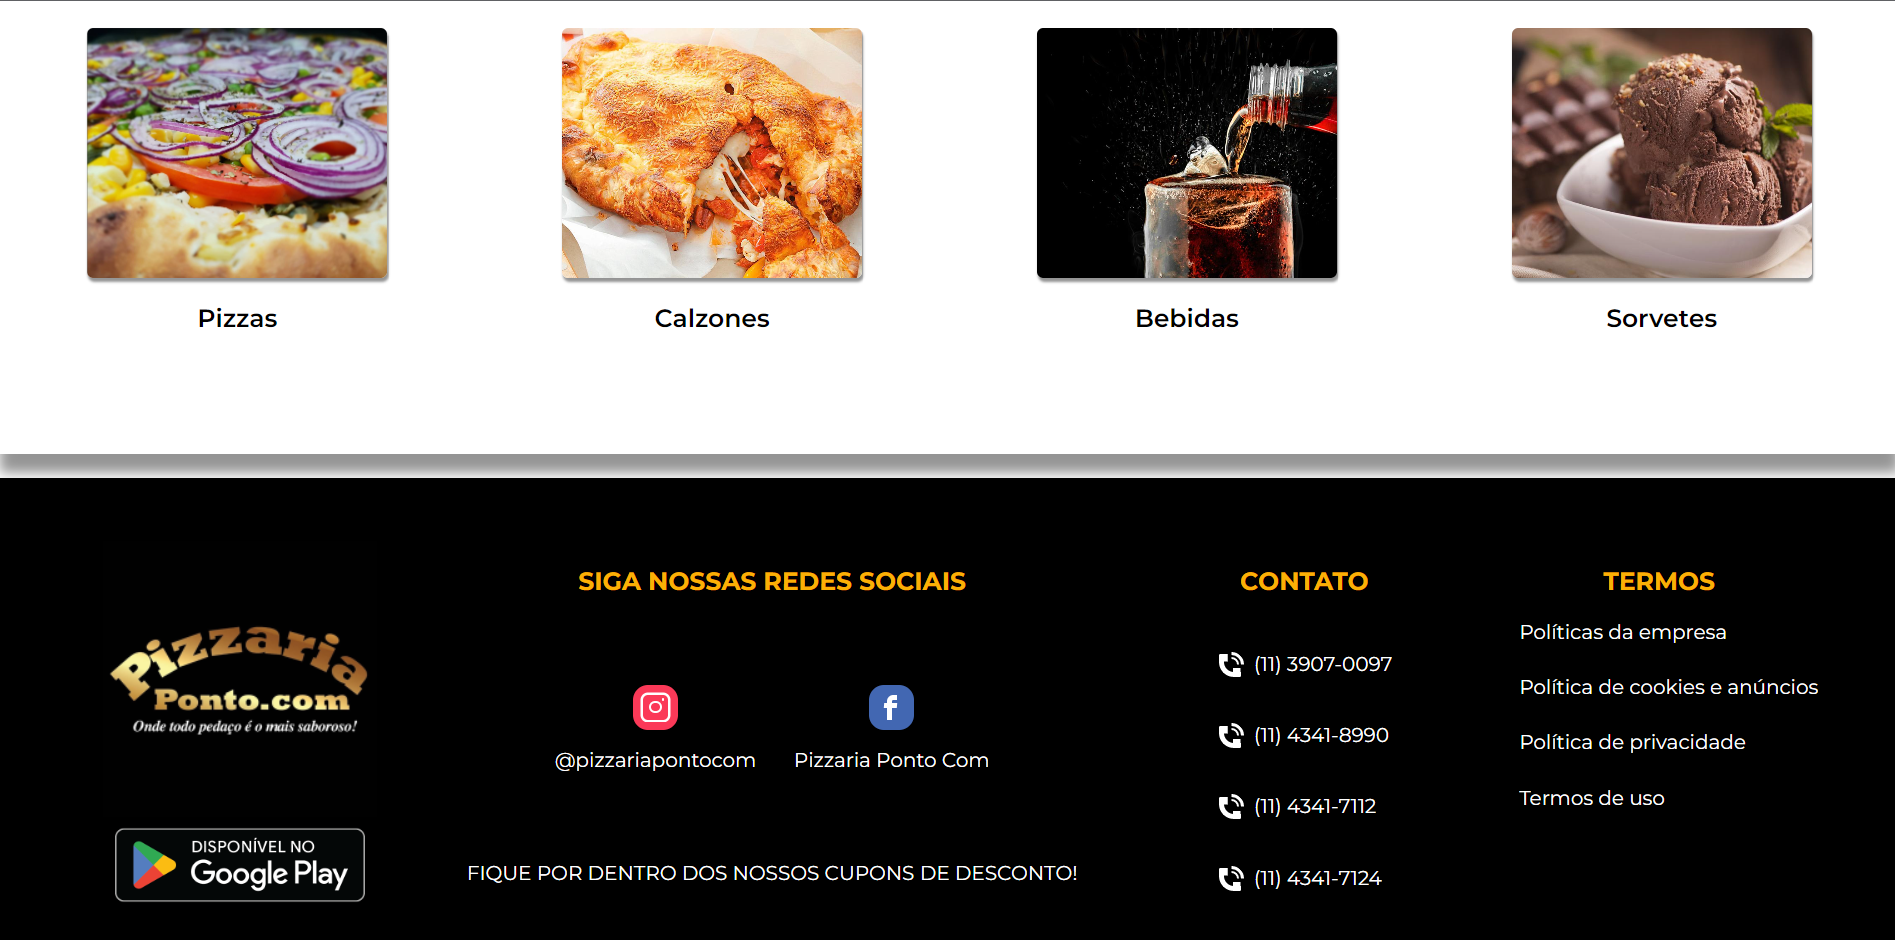 Pizzas
Calzones
Bebidas
Sorvetes
Pizzaria
Ponto.com
Onde todo pedaço é o mais saboroso!
DISPONÍVEL NO
Google Play
SIGA NOSSAS REDES SOCIAIS
@pizzariapontocom
Pizzaria Ponto Com
FIQUE POR DENTRO DOS NOSSOS CUPONS DE DESCONTO!
CONTATO
(11) 3907-0097
(11) 4341-8990
(11) 4341-7112
(11) 4341-7124
TERMOS
Políticas da empresa
Política de cookies e anúncios
Política de privacidade
Termos de uso